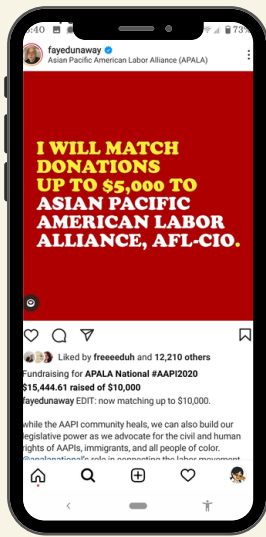 5:40 73%
fayedunaway
Asian Pacific American Labor Alliance (APALA)
I WILL MATCH
DONATIONS
UP TO $5,000 TO
ASIAN PACIFIC
AMERICAN LABOR
ALLIANCE, AFL-CIO.
Liked by freeeeduh and 12,210 others
Fundraising for APALA National #AAPI2020
$15,444.61 raised of $10,000
fayedunaway EDIT: now matching up to $10,000.
while the AAPI community heals, we can also build our
legislative power as we advocate for the civil and human
rights of AAPIs, immigrants, and all people of color.
@apalanational's role in connecting the labor movement